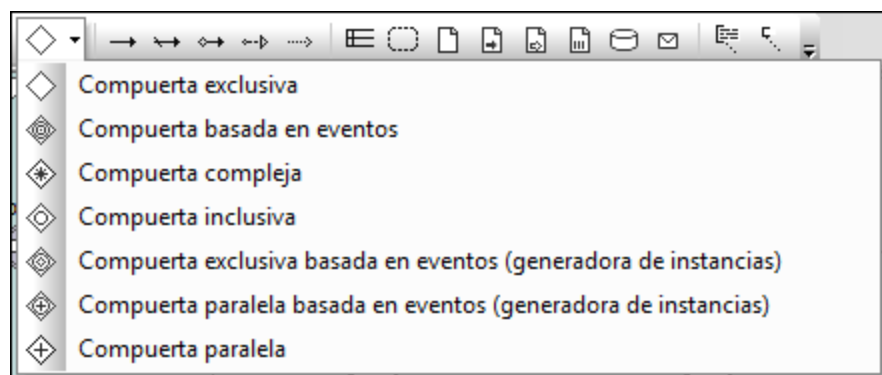 Compuerta exclusiva
Compuerta basada en eventos
Compuerta compleja
Compuerta inclusiva
Compuerta exclusiva basada en eventos (generadora de instancias)
Compuerta paralela basada en eventos (generadora de instancias)
Compuerta paralela